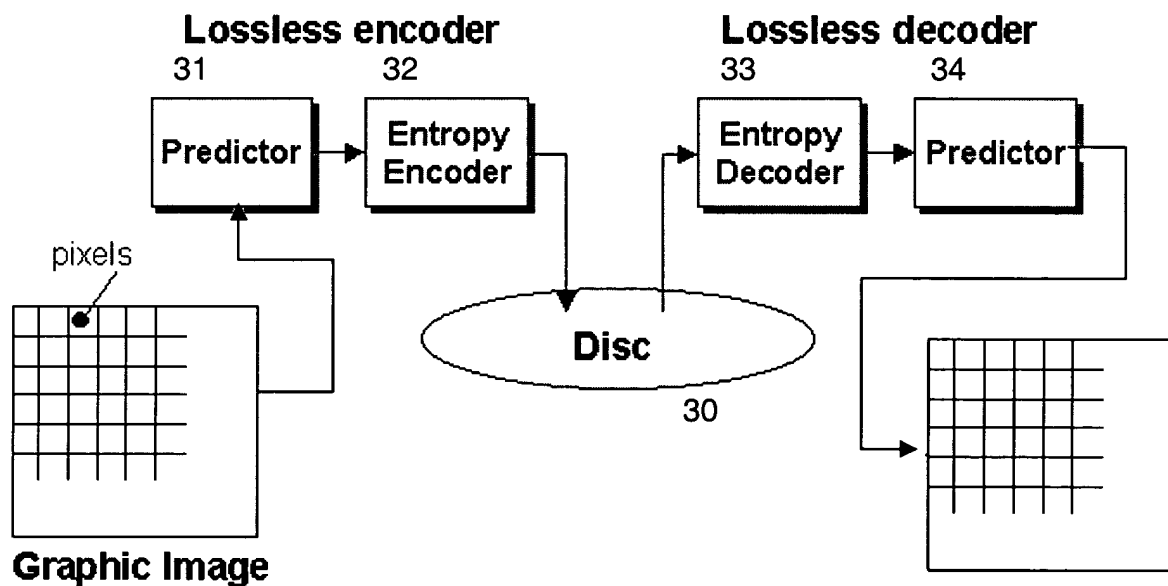 Lossless encoder
Lossless decoder
31
32
33
34
Predictor
Entropy
Encoder
Entropy
Decoder
Predictor
pixels
Disc
30
Graphic Image